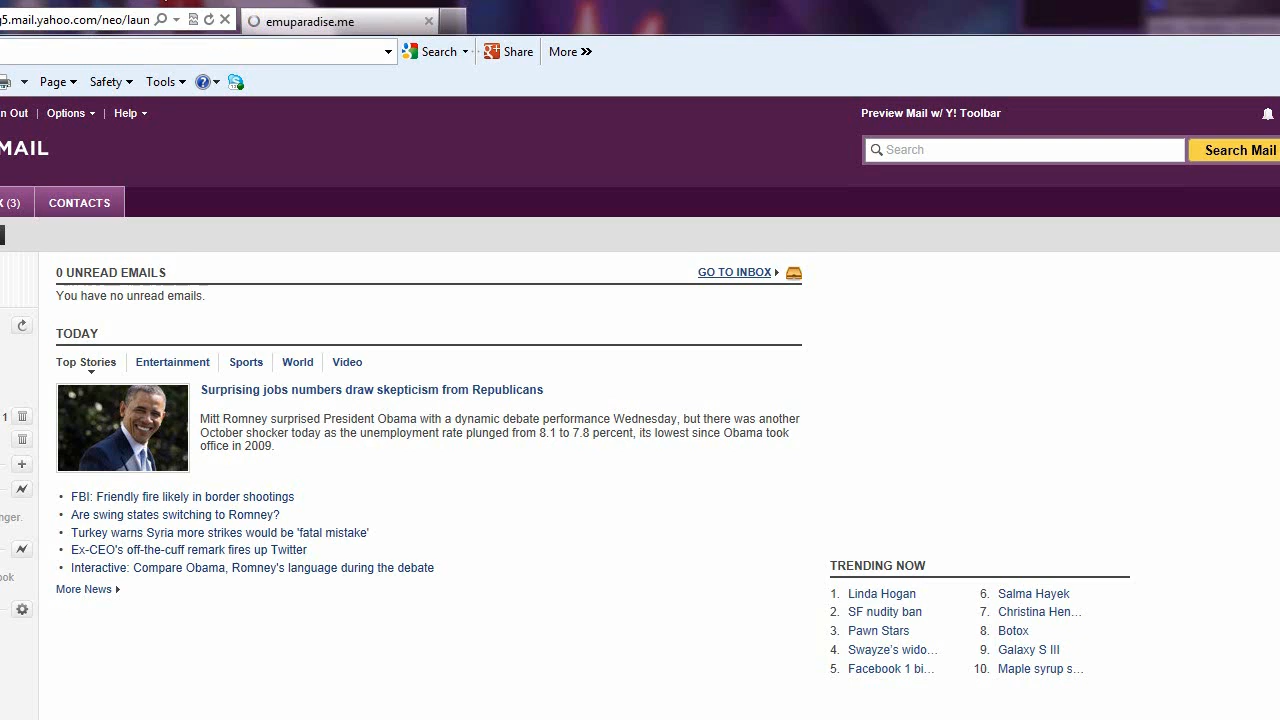 g5.mail.yahoo.com/neo/laun
emuparadise.me
Search
Share
More »
Page
Safety
Tools
n Out | Options | Help
Preview Mail w/ Y! Toolbar
MAIL
Search
Search Mail
X (3)
CONTACTS
0 UNREAD EMAILS
GO TO INBOX
You have no unread emails.
TODAY
Top Stories
Entertainment
Sports
World
Video
Surprising jobs numbers draw skepticism from Republicans
Mitt Romney surprised President Obama with a dynamic debate performance Wednesday, but there was another
October shocker today as the unemployment rate plunged from 8.1 to 7.8 percent, its lowest since Obama took
office in 2009.
1
• FBI: Friendly fire likely in border shootings
• Are swing states switching to Romney?
nger.
• Turkey warns Syria more strikes would be 'fatal mistake'
• Ex-CEO's off-the-cuff remark fires up Twitter
• Interactive: Compare Obama, Romney's language during the debate
ook
More News
TRENDING NOW
1. Linda Hogan
2. SF nudity ban
3. Pawn Stars
4. Swayze's wido...
5. Facebook 1 bi...
6. Salma Hayek
7. Christina Hen...
8. Botox
9. Galaxy S III
10. Maple syrup s...